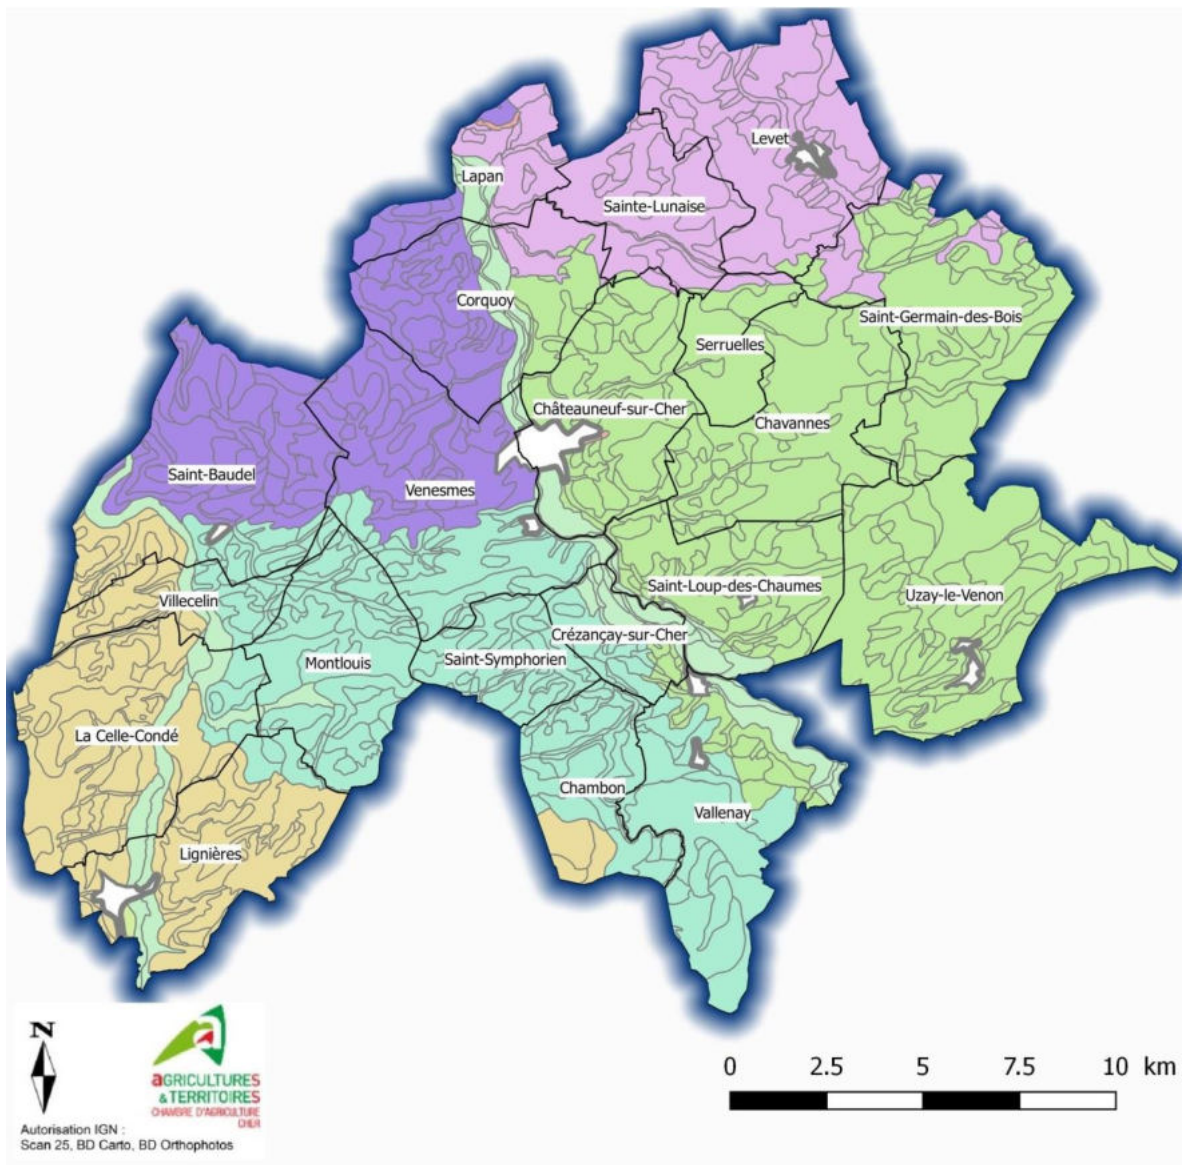 Levet
Lapan
Sainte-Lunaise
Corquoy
Saint-Germain-des-Bois
Serruelles
Châteauneuf-sur-Cher
Chavannes
Saint-Baudel
Venesmes
Saint-Loup-des-Chaumes
Uzay-le-Venon
Villecelin
Crézançay-sur-Cher
Montlouis
Saint-Symphorien
La Celle-Condé
Chambon
Vallenay
Lignières
N
a
AGRICULTURES
& TERRITOIRES
CHAMBRE D'AGRICULTURE
CHER
Autorisation IGN :
Scan 25, BD Carto, BD Orthophotos
0 2.5 5 7.5 10 km